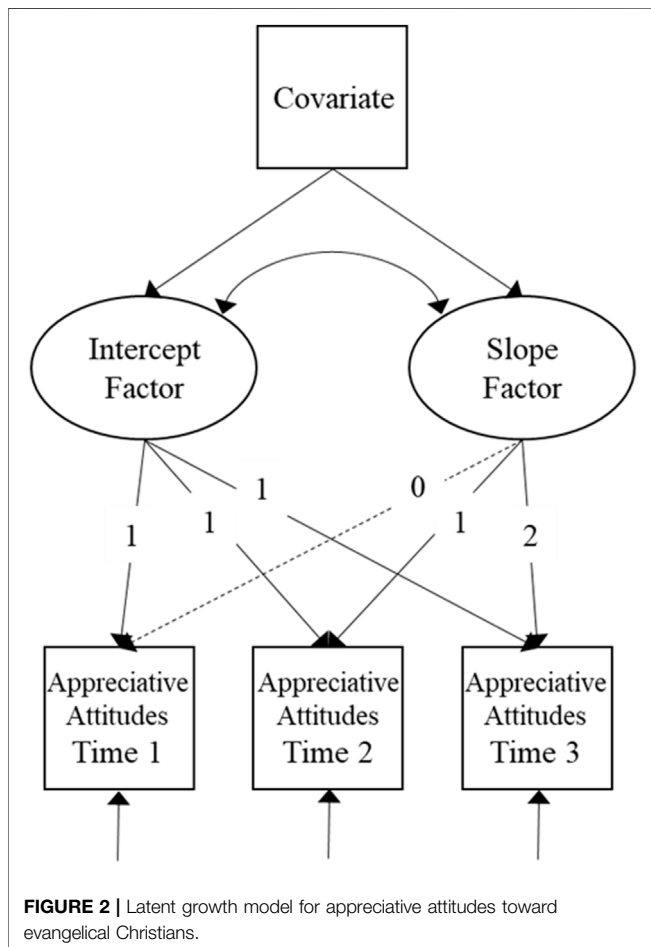 Covariate
Intercept
Factor
Slope
Factor
1
1
1
0
1
2
Appreciative
Attitudes
Time 1
Appreciative
Attitudes
Time 2
Appreciative
Attitudes
Time 3
FIGURE 2 | Latent growth model for appreciative attitudes toward
evangelical Christians.